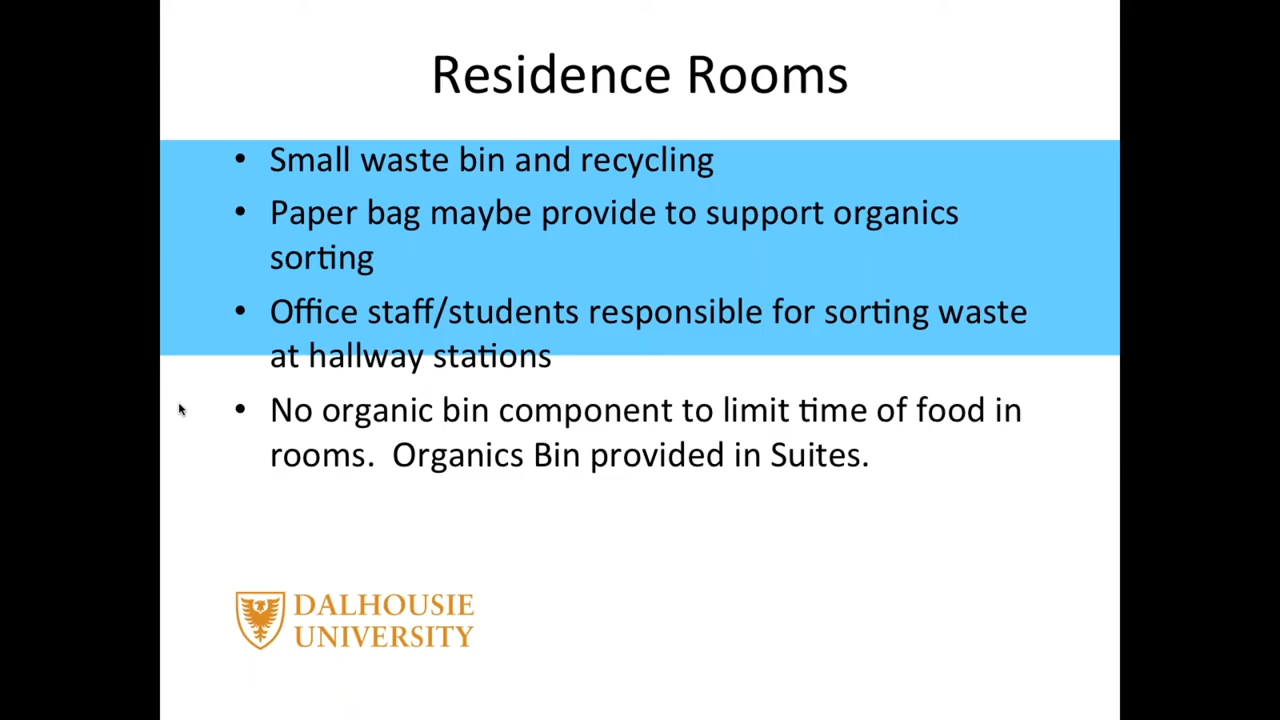 Residence Rooms
• Small waste bin and recycling
• Paper bag maybe provide to support organics
sorting
• Office staff/students responsible for sorting waste
at hallway stations
• No organic bin component to limit time of food in
rooms.  Organics Bin provided in Suites.
DALHOUSIE
UNIVERSITY